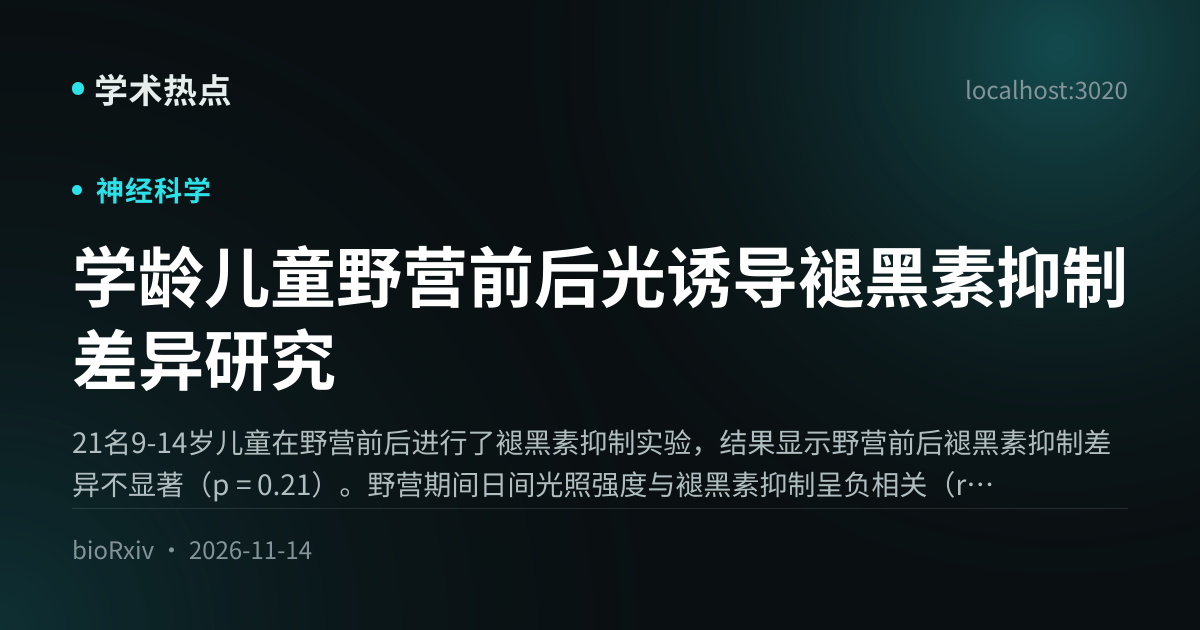 学术热点
localhost:3020
神经科学
学龄儿童野营前后光诱导褪黑素抑制
差异研究
21名9-14岁儿童在野营前后进行了褪黑素抑制实验，结果显示野营前后褪黑素抑制差
异不显著（p = 0.21）。野营期间日间光照强度与褪黑素抑制呈负相关（r…
bioRxiv · 2026-11-14